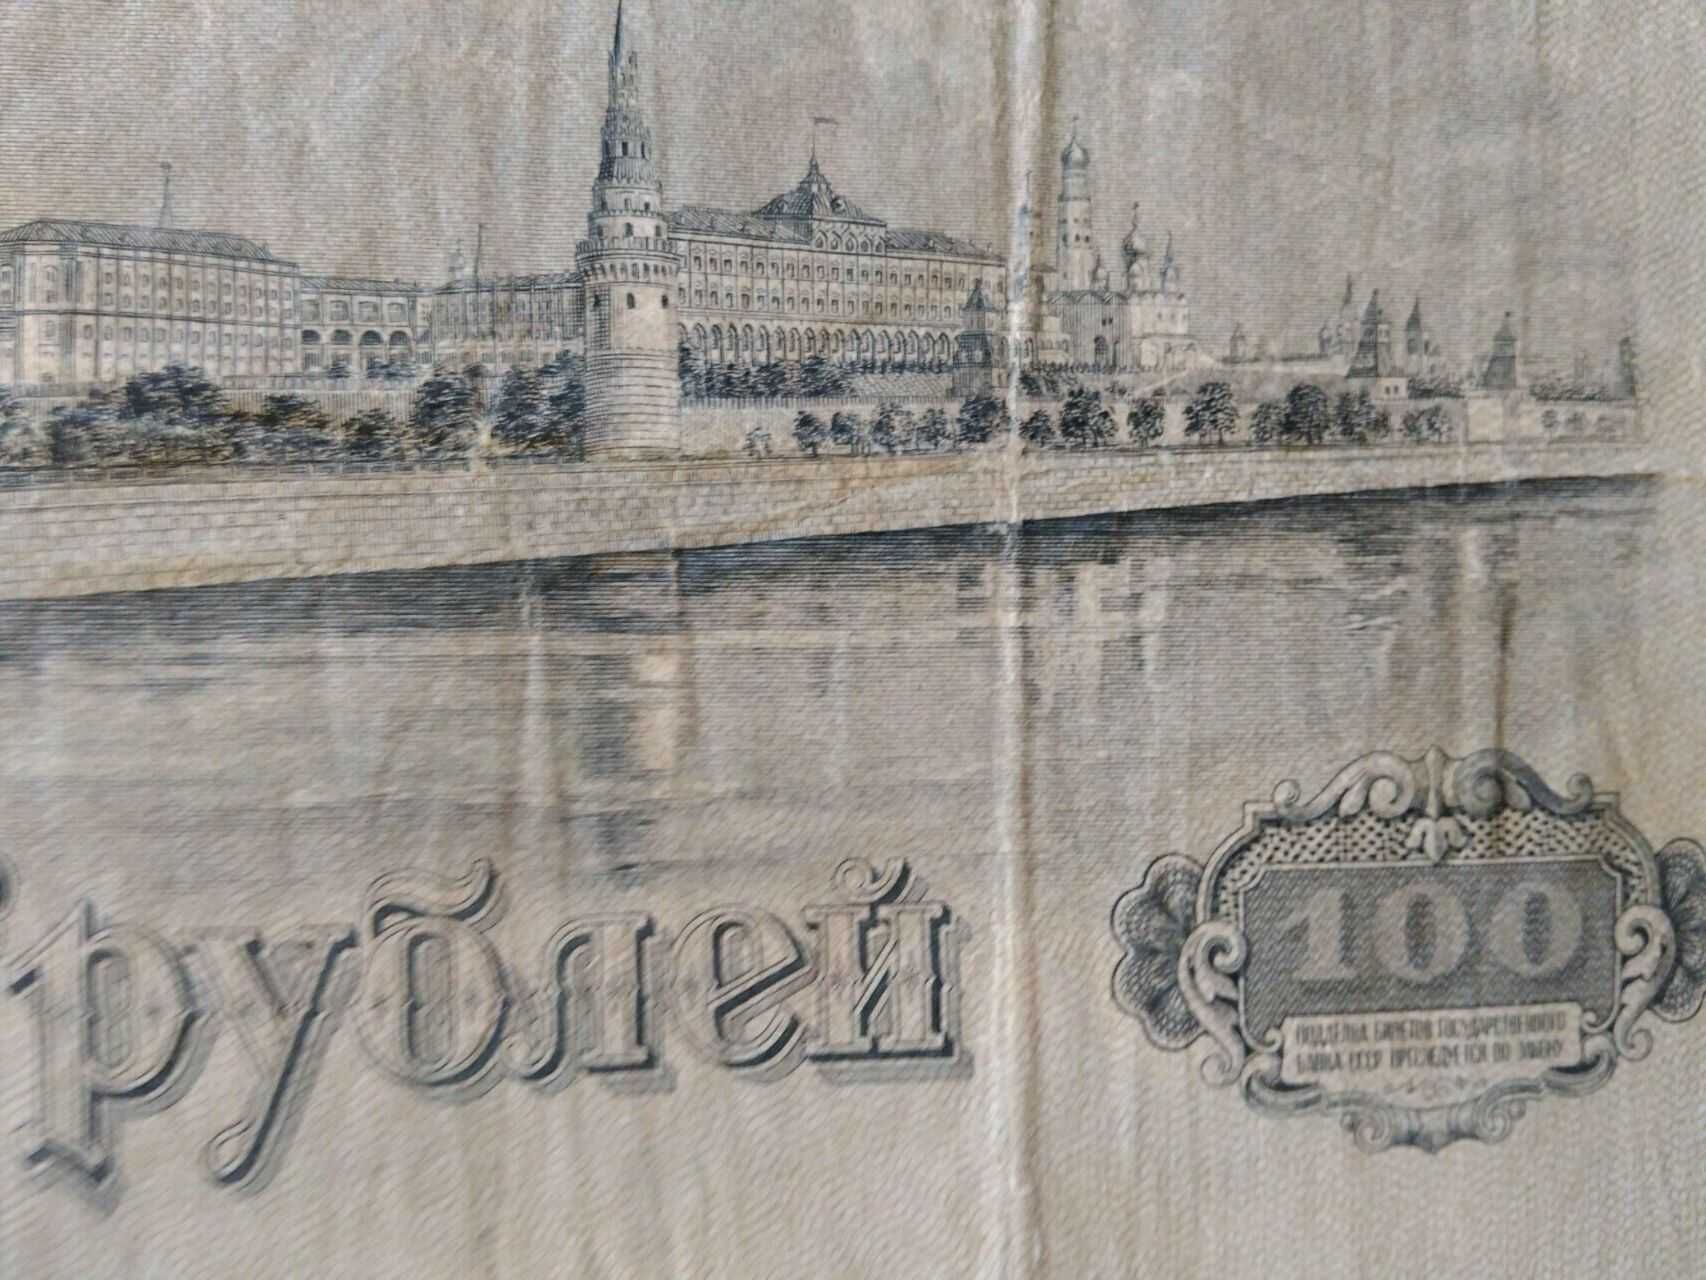 рублей
100
ПОДДЕЛКА БИЛЕТОВ ГОСУДАРСТВЕННОГО
БАНКА СССР ПРЕСЛЕДУЕТСЯ ПО ЗАКОНУ